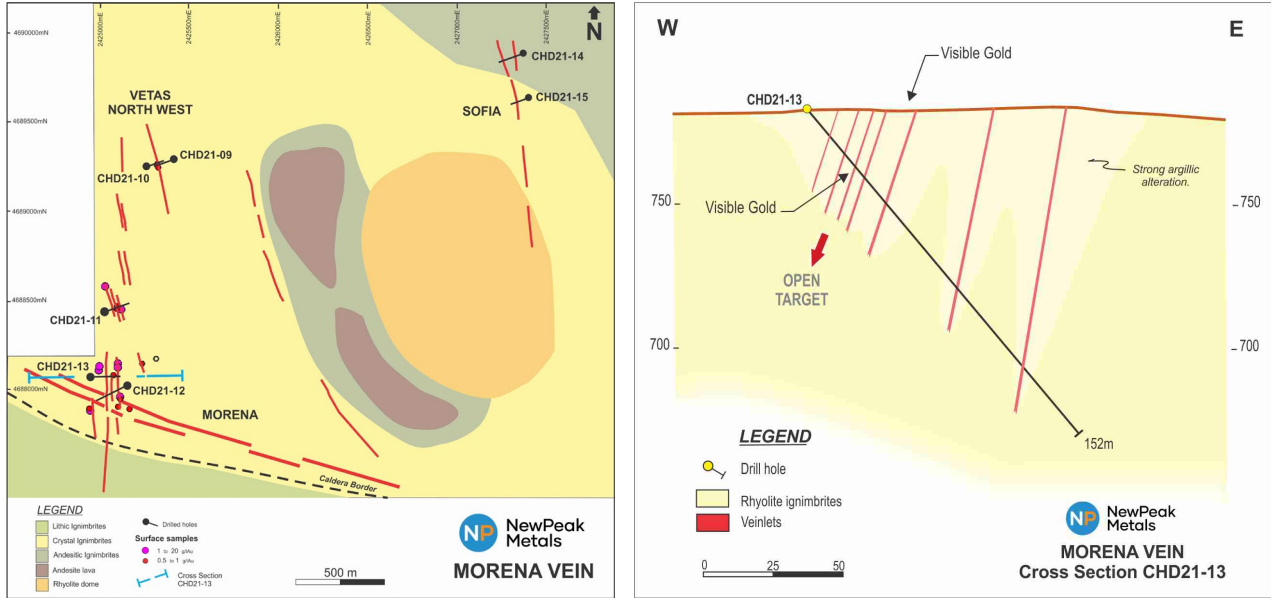 2425000mE
2425500mE
2426000mE
2426500mE
2427000mE
2427500mE
4690000mN
4689500mN
4689000mN
4688500mN
4688000mN
N
CHD21-14
VETAS
NORTH WEST
SOFIA
CHD21-15
CHD21-09
CHD21-10
CHD21-11
CHD21-13
CHD21-12
MORENA
Caldera Border
LEGEND
Lithic Ignimbrites
Crystal Ignimbrites
Andesitic Ignimbrites
Andesite lava
Rhyolite dome
Drilled holes
Surface samples
1 to 20 g/Au
0.5 to 1 g/Au
Cross Section
CHD21-13
500 m
NP
NewPeak
Metals
MORENA VEIN
W
E
Visible Gold
CHD21-13
Strong argillic
alteration.
750
750
Visible Gold
OPEN
TARGET
700
700
152m
LEGEND
Drill hole
Rhyolite ignimbrites
Veinlets
0
25
50
NP
NewPeak
Metals
MORENA VEIN
Cross Section CHD21-13